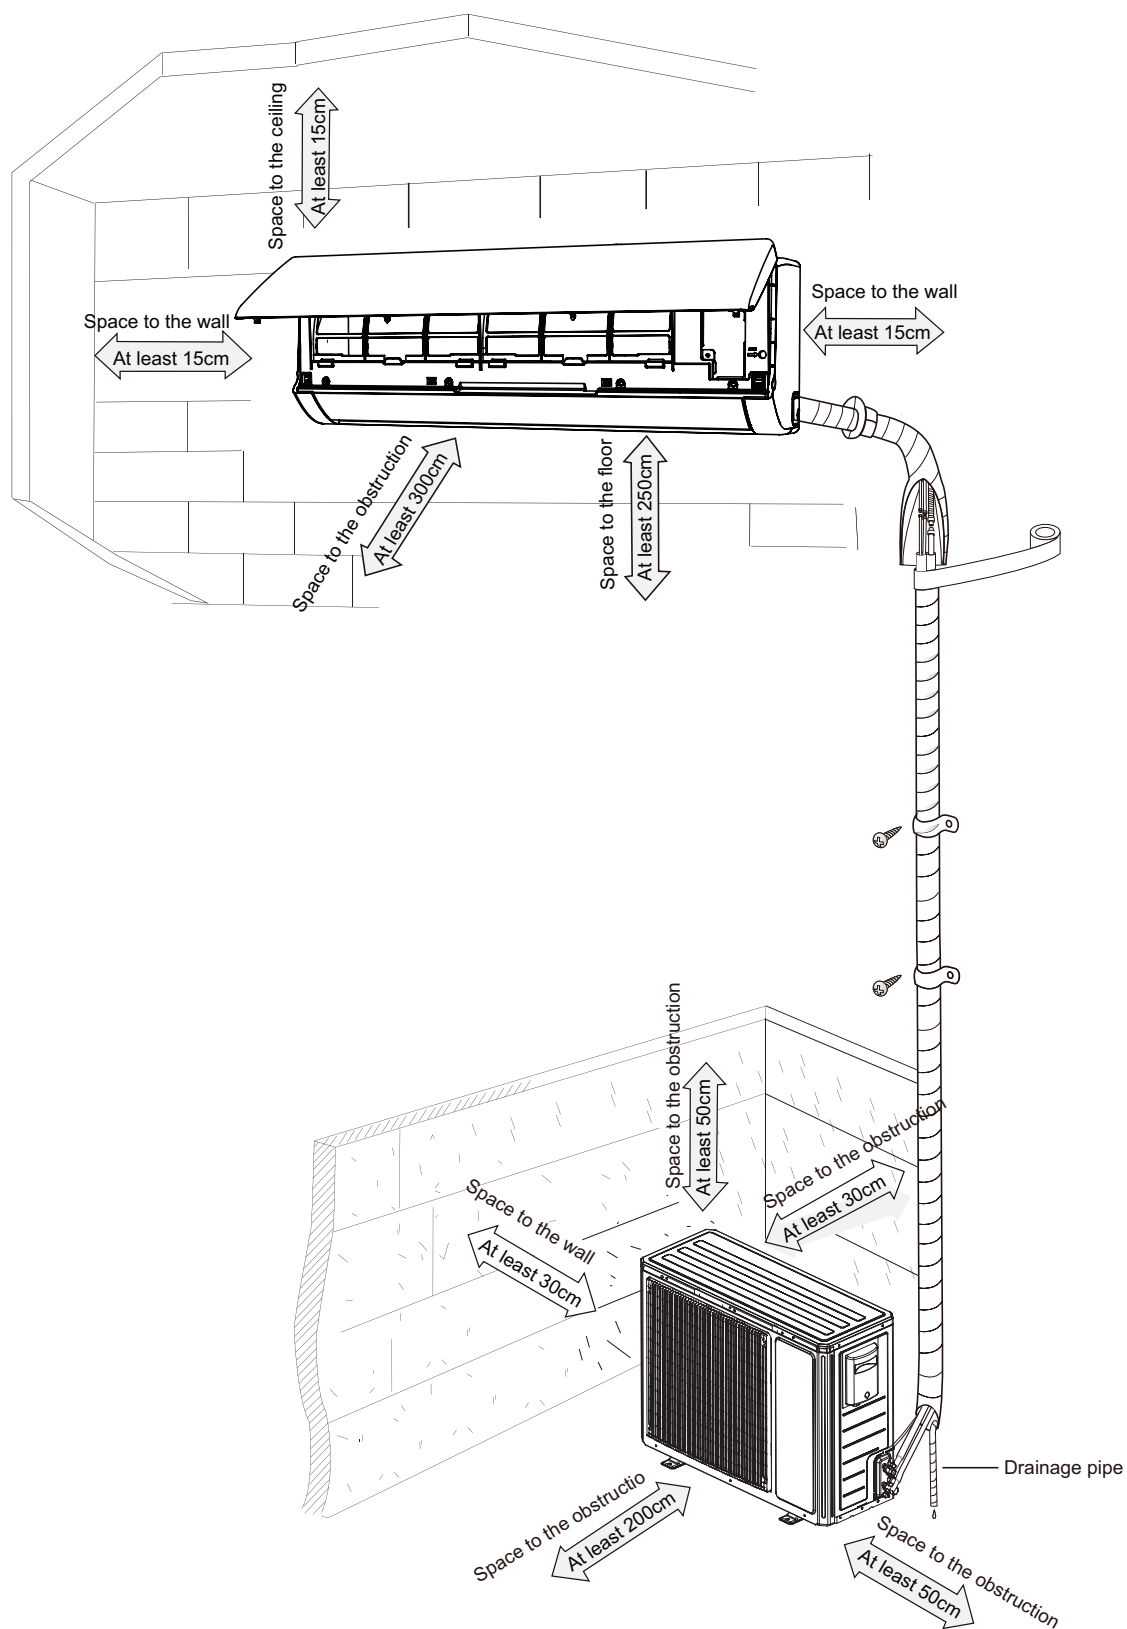 Space to the ceiling
At least 15cm
Space to the wall
At least 15cm
Space to the wall
At least 15cm
Space to the obstruction
At least 300cm
Space to the floor
At least 250cm
Space to the obstruction
At least 50cm
Space to the obstruction
At least 30cm
Space to the wall
At least 30cm
Drainage pipe
Space to the obstructio
At least 200cm
Space to the obstruction
At least 50cm